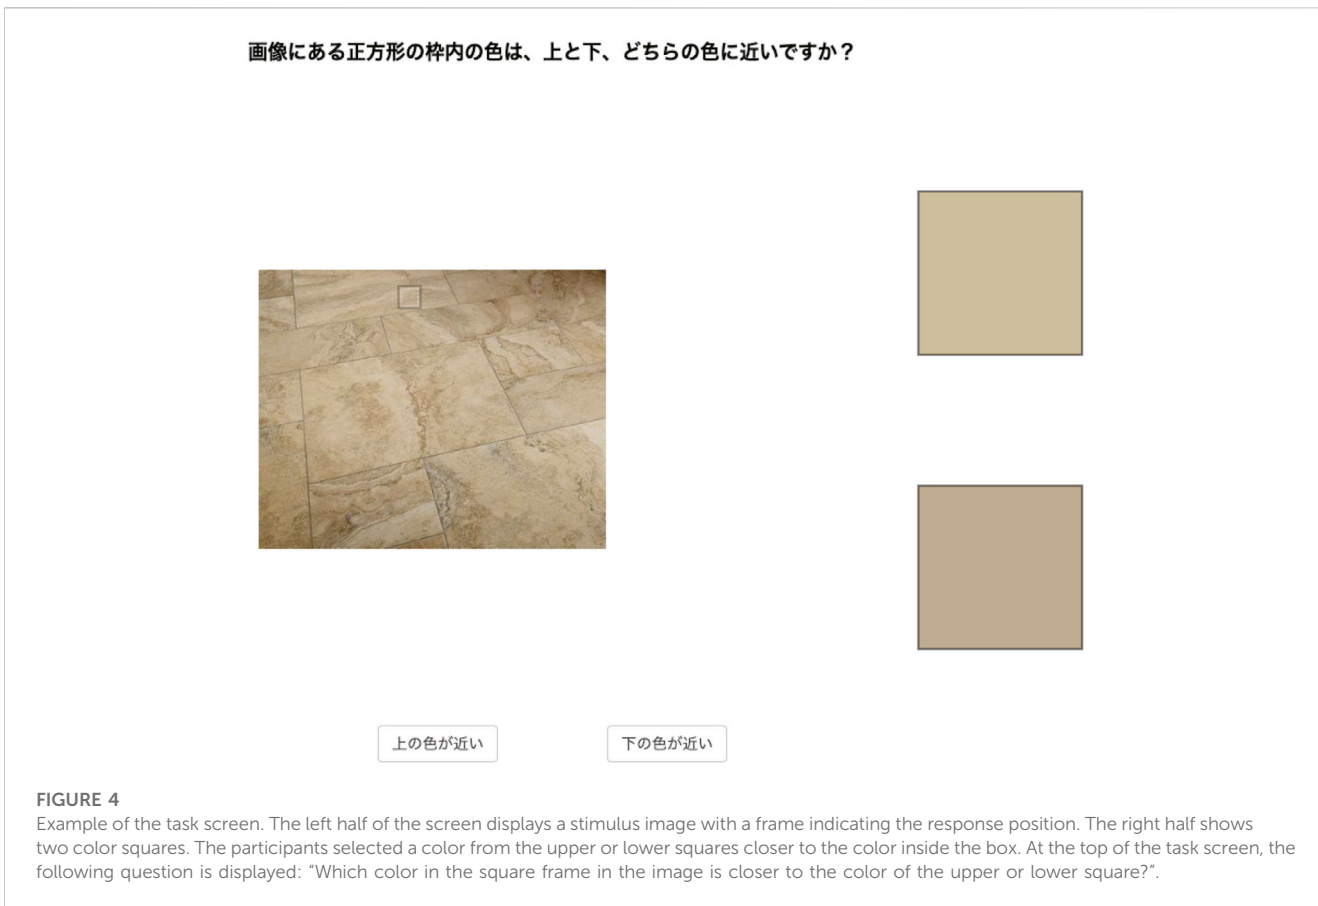 画像にある正方形の枠内の色は、上と下、どちらの色に近いですか？
上の色が近い
下の色が近い
FIGURE 4
Example of the task screen. The left half of the screen displays a stimulus image with a frame indicating the response position. The right half shows
two color squares. The participants selected a color from the upper or lower squares closer to the color inside the box. At the top of the task screen, the
following question is displayed: “Which color in the square frame in the image is closer to the color of the upper or lower square?”.